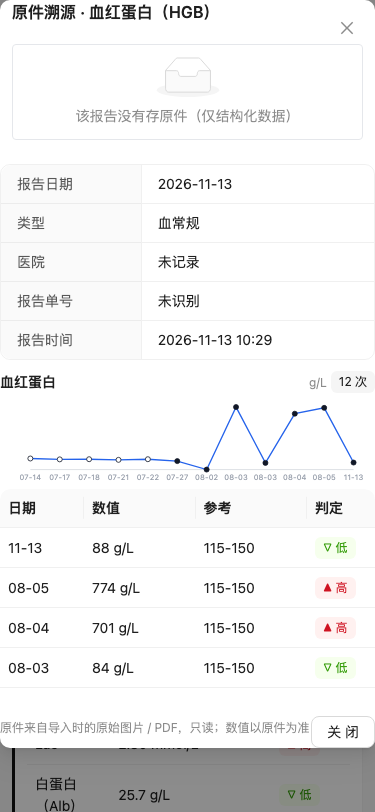 原件溯源 · 血红蛋白（HGB）
该报告没有存原件（仅结构化数据）
报告日期 2026-11-13
类型 血常规
医院 未记录
报告单号 未识别
报告时间 2026-11-13 10:29
血红蛋白 g/L 12 次
07-14 07-17 07-18 07-21 07-22 07-27 08-02 08-03 08-03 08-04 08-05 11-13
日期 数值 参考 判定
11-13 88 g/L 115-150 低
08-05 774 g/L 115-150 高
08-04 701 g/L 115-150 高
08-03 84 g/L 115-150 低
原件来自导入时的原始图片 / PDF，只读；数值以原件为准
关 闭
白蛋白
（Alb） 25.7 g/L 低